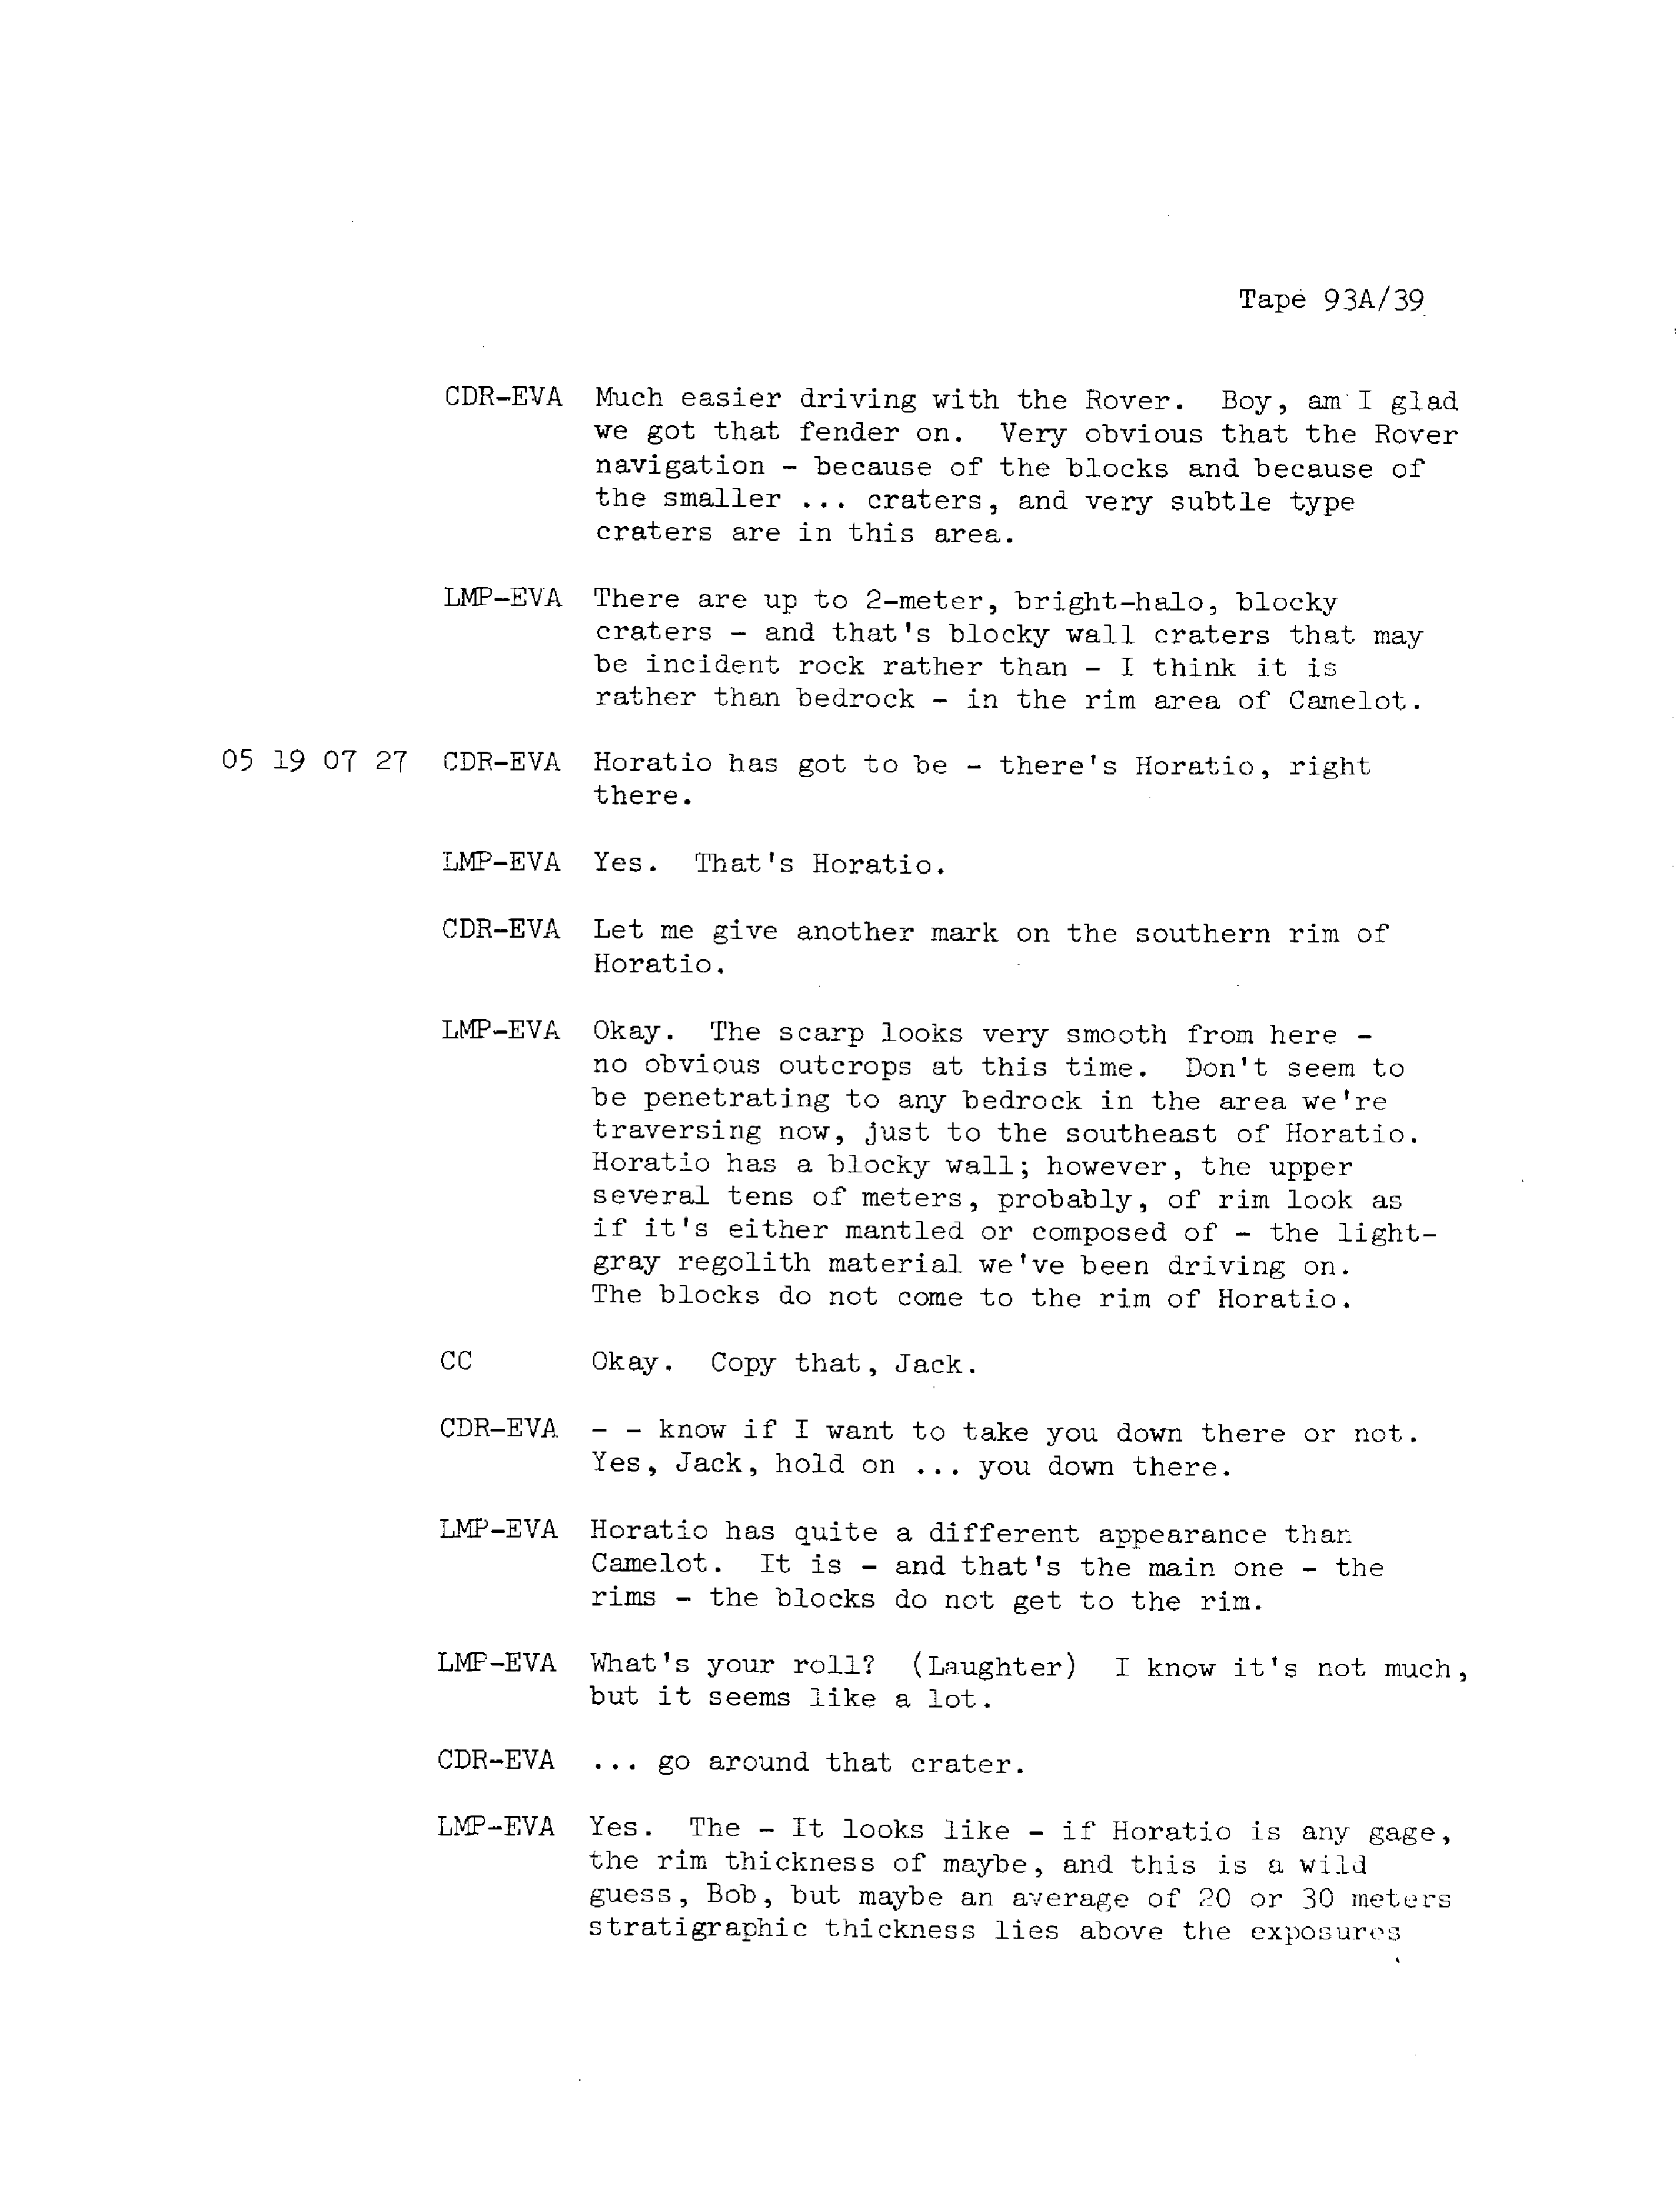 Tape 93A/39
CDR-EVA Much easier driving with the Rover. Boy, am I glad
we got that fender on. Very obvious that the Rover
navigation - because of the blocks and because of
the smaller ... craters, and very subtle type
craters are in this area.
LMP-EVA There are up to 2-meter, bright-halo, blocky
craters - and that's blocky wall craters that may
be incident rock rather than - I think it is
rather than bedrock - in the rim area of Camelot.
05 19 07 27 CDR-EVA Horatio has got to be - there's Horatio, right
there.
LMP-EVA Yes. That's Horatio.
CDR-EVA Let me give another mark on the southern rim of
Horatio.
LMP-EVA Okay. The scarp looks very smooth from here -
no obvious outcrops at this time. Don't seem to
be penetrating to any bedrock in the area we're
traversing now, just to the southeast of Horatio.
Horatio has a blocky wall; however, the upper
several tens of meters, probably, of rim look as
if it's either mantled or composed of - the light-
gray regolith material we've been driving on.
The blocks do not come to the rim of Horatio.
CC Okay. Copy that, Jack.
CDR-EVA - - know if I want to take you down there or not.
Yes, Jack, hold on ... you down there.
LMP-EVA Horatio has quite a different appearance than
Camelot. It is - and that's the main one - the
rims - the blocks do not get to the rim.
LMP-EVA What's your roll? (Laughter) I know it's not much,
but it seems like a lot.
CDR-EVA ... go around that crater.
LMP-EVA Yes. The - It looks like - if Horatio is any gage,
the rim thickness of maybe, and this is a wild
guess, Bob, but maybe an average of 20 or 30 meters
stratigraphic thickness lies above the exposures